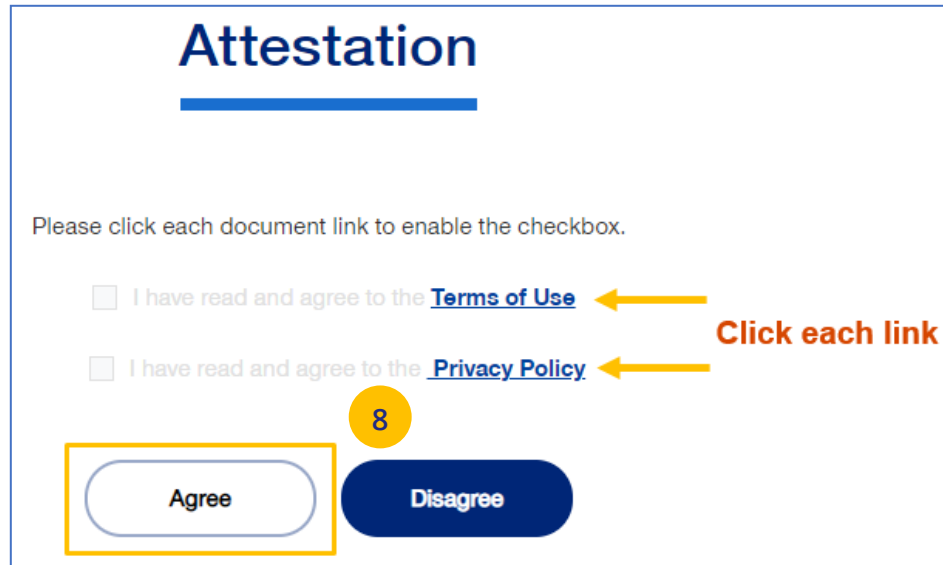 Attestation
Please click each document link to enable the checkbox.
I have read and agree to the Terms of Use
Click each link
I have read and agree to the Privacy Policy
8
Agree
Disagree